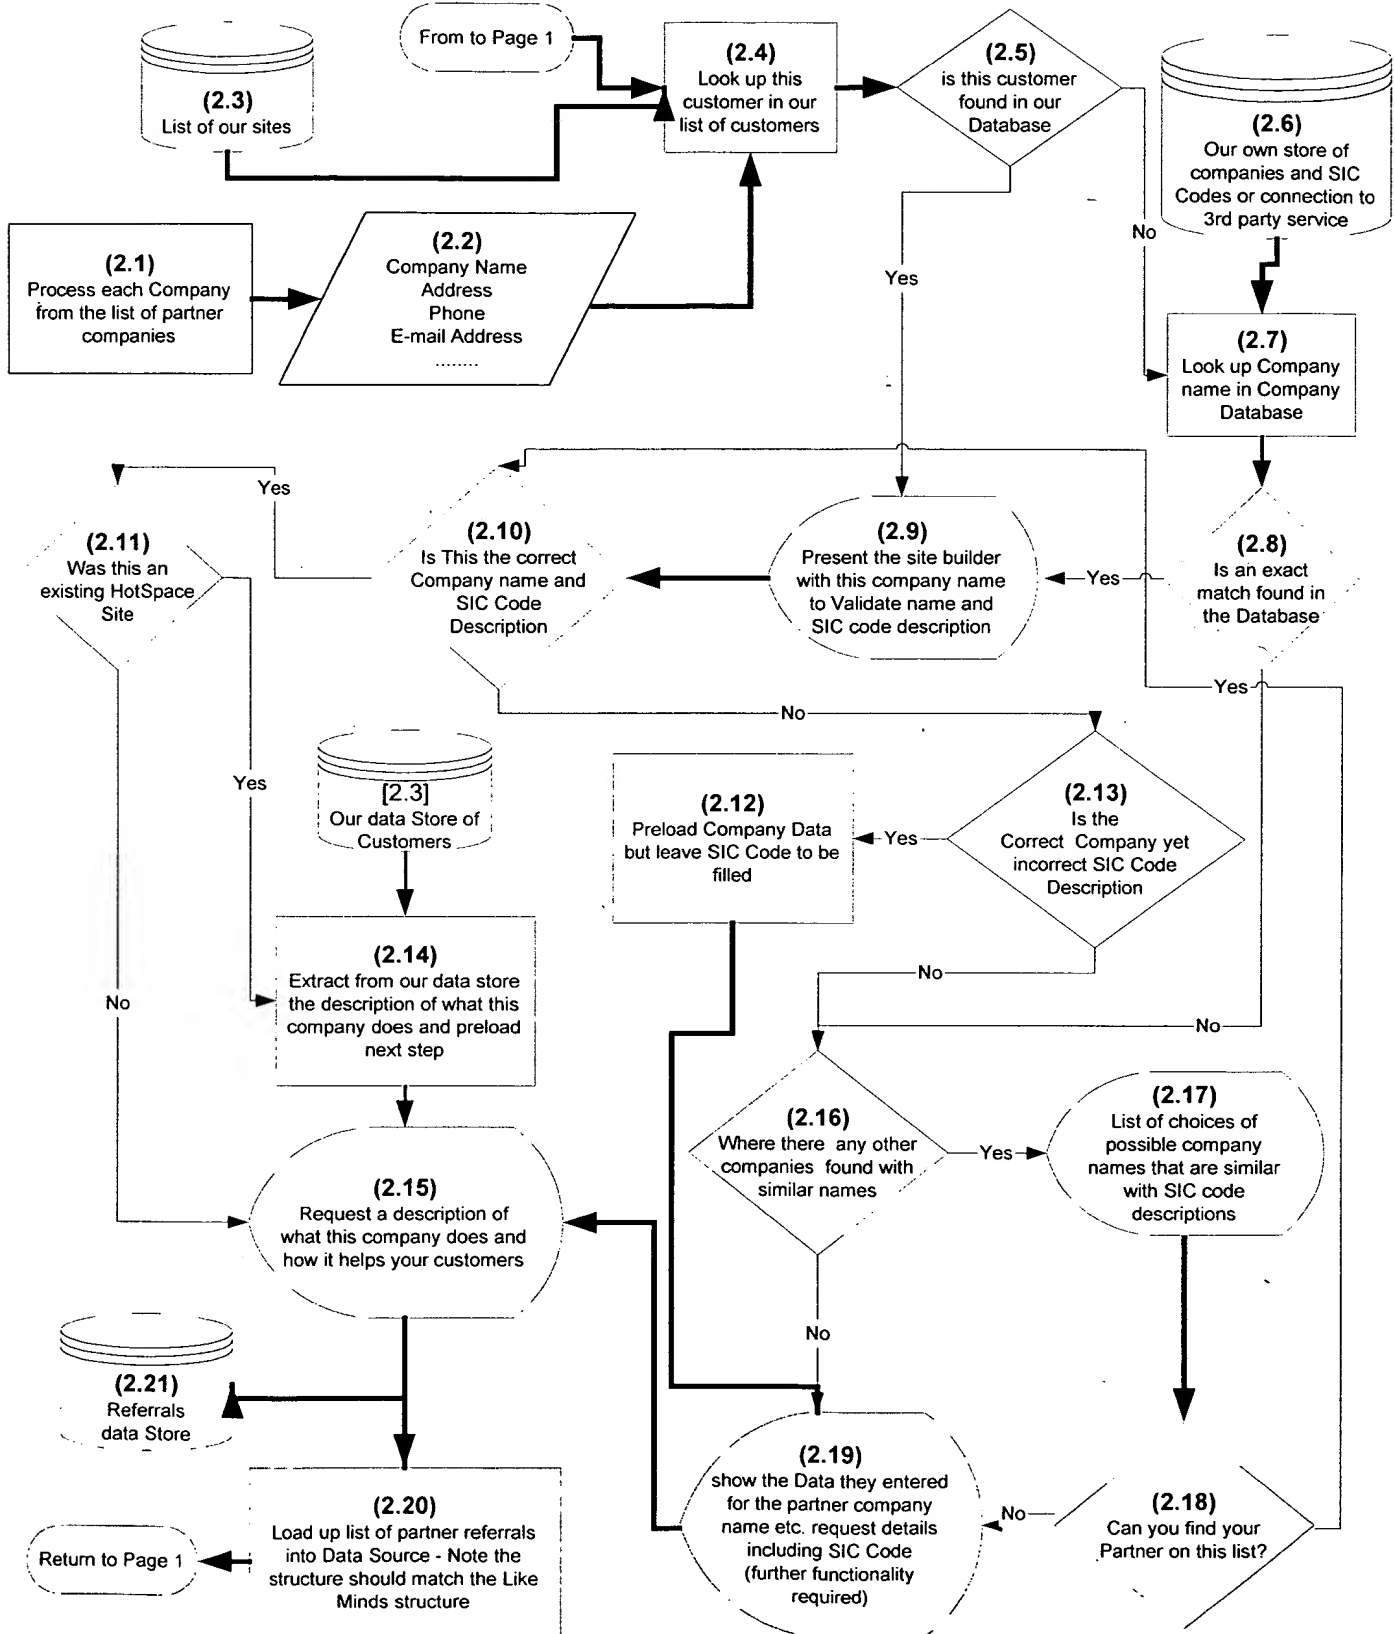 From to Page 1
(2.3)
List of our sites
(2.4)
Look up this
customer in our
list of customers
(2.5)
is this customer
found in our
Database
(2.6)
Our own store of
companies and SIC
Codes or connection to
3rd party service
(2.1)
Process each Company
from the list of partner
companies
(2.2)
Company Name
Address
Phone
E-mail Address
........
No
Yes
(2.7)
Look up Company
name in Company
Database
Yes
(2.11)
Was this an
existing HotSpace
Site
(2.10)
Is This the correct
Company name and
SIC Code
Description
(2.9)
Present the site builder
with this company name
to Validate name and
SIC code description
Yes
(2.8)
Is an exact
match found in
the Database
Yes
No
Yes
[2.3]
Our data Store of
Customers
(2.12)
Preload Company Data
but leave SIC Code to be
filled
Yes
(2.13)
Is the
Correct Company yet
incorrect SIC Code
Description
No
No
No
(2.14)
Extract from our data store
the description of what this
company does and preload
next step
(2.16)
Where there any other
companies found with
similar names
Yes
(2.17)
List of choices of
possible company
names that are similar
with SIC code
descriptions
(2.15)
Request a description of
what this company does and
how it helps your customers
No
(2.21)
Referrals
data Store
(2.19)
show the Data they entered
for the partner company
name etc. request details
including SIC Code
(further functionality
required)
No
(2.18)
Can you find your
Partner on this list?
(2.20)
Load up list of partner referrals
into Data Source - Note the
structure should match the Like
Minds structure
Return to Page 1